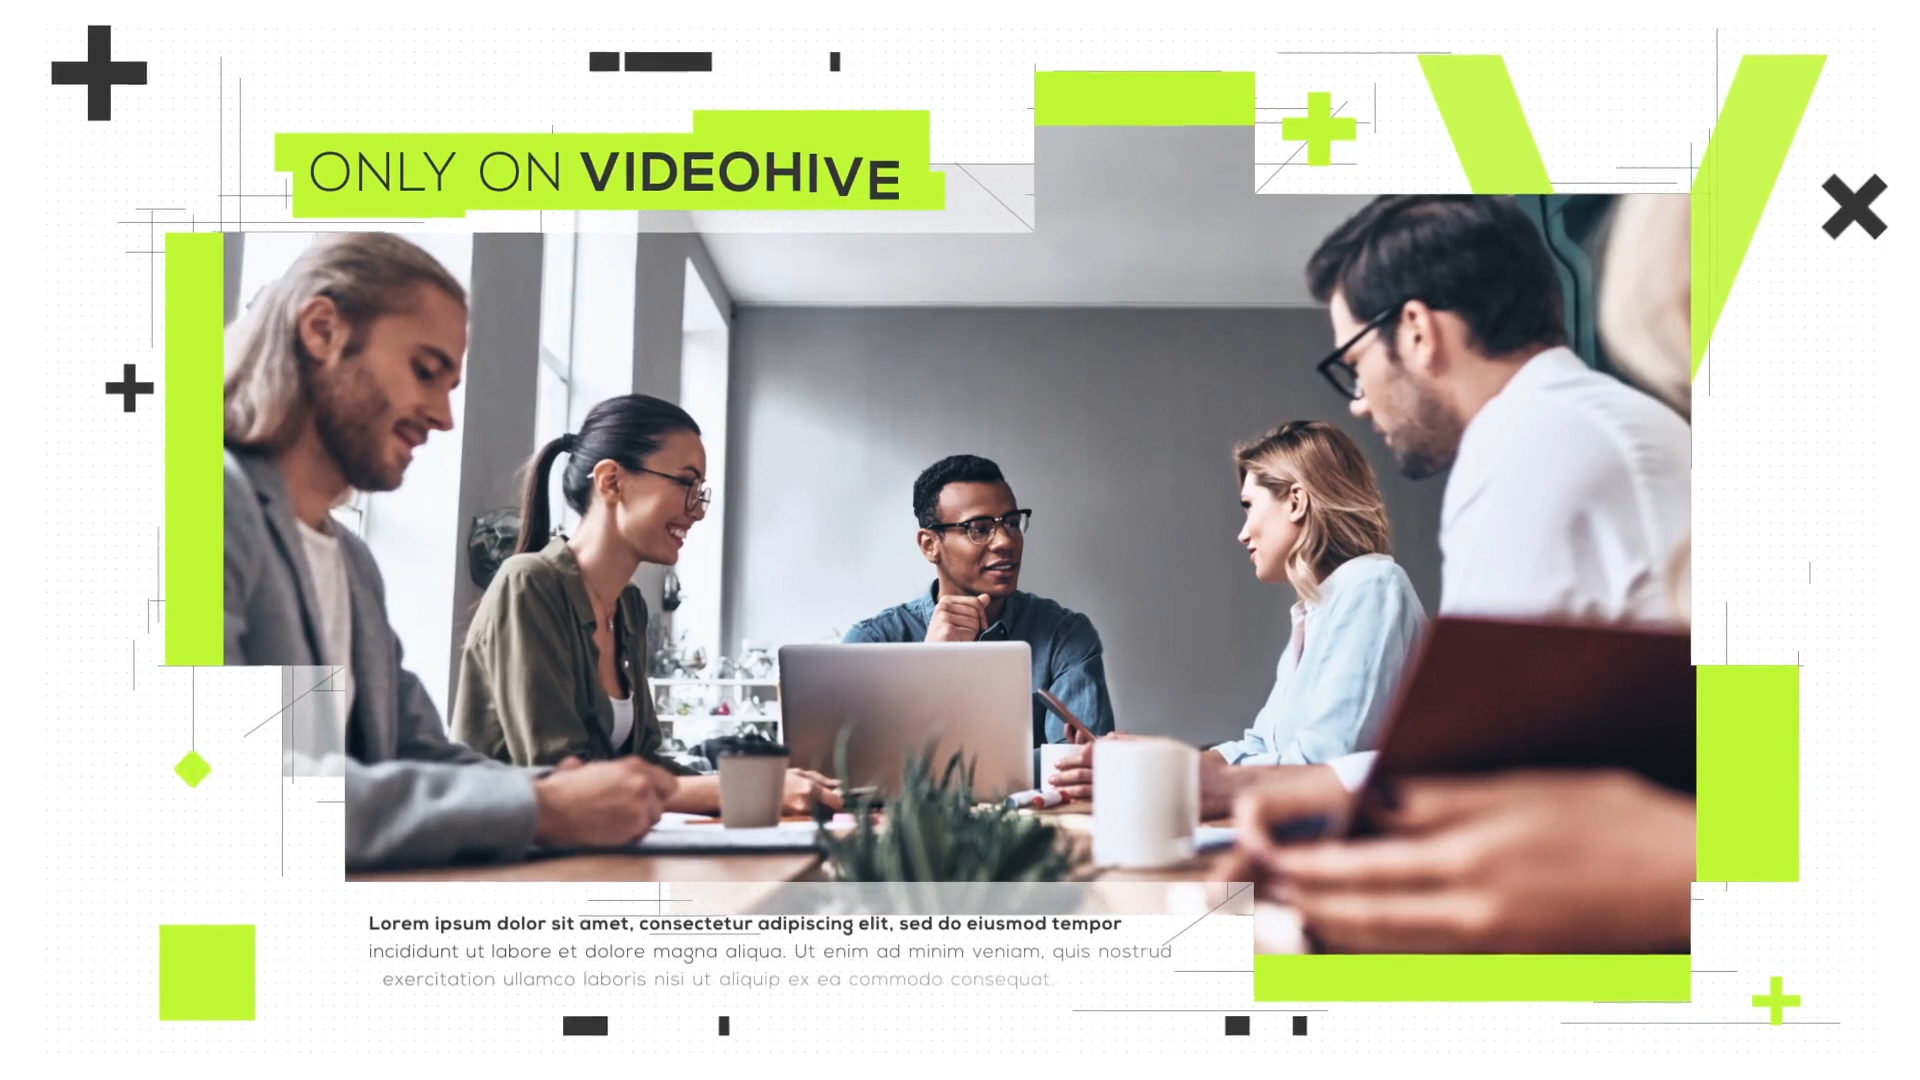 ONLY ON VIDEOHIVE
Lorem ipsum dolor sit amet, consectetur adipiscing elit, sed do eiusmod tempor
incididunt ut labore et dolore magna aliqua. Ut enim ad minim veniam, quis nostrud
exercitation ullamco laboris nisi ut aliquip ex ea commodo consequat.